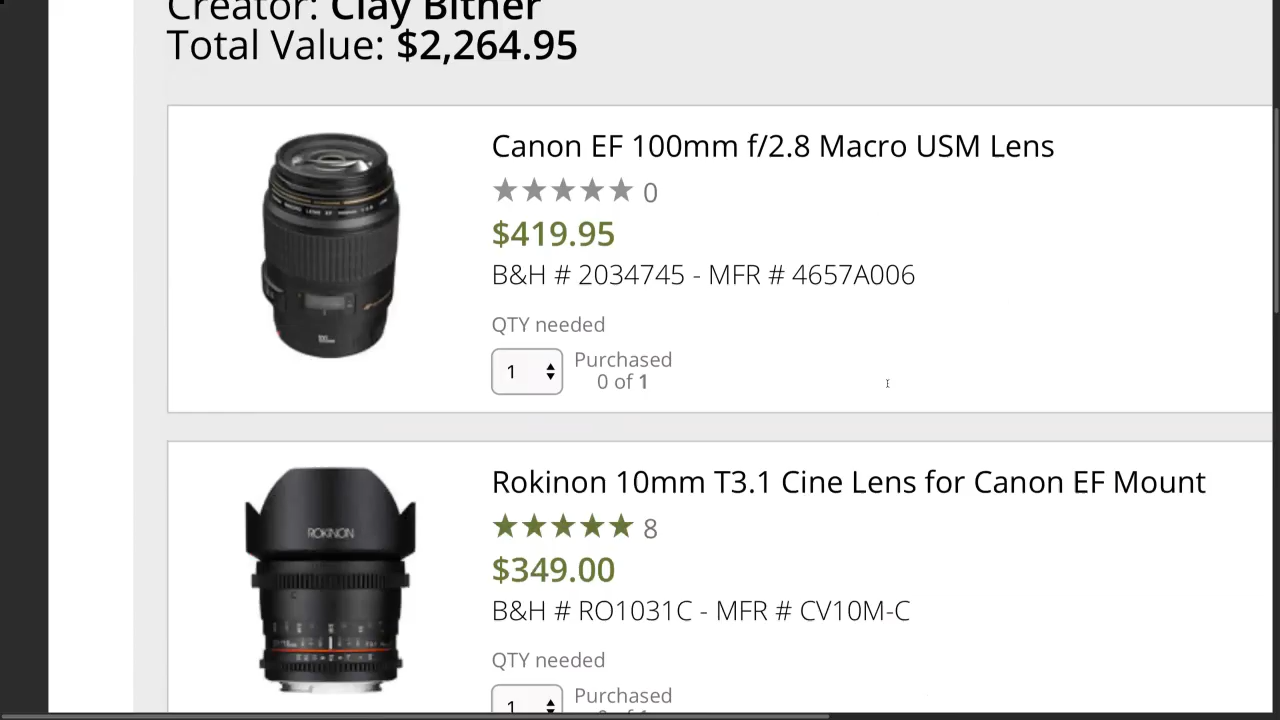 Creator: Clay Bither
Total Value: $2,264.95
Canon EF 100mm f/2.8 Macro USM Lens
0
$419.95
B&H # 2034745 - MFR # 4657A006
QTY needed
1
Purchased
0 of 1
Rokinon 10mm T3.1 Cine Lens for Canon EF Mount
ROKINON
8
$349.00
B&H # RO1031C - MFR # CV10M-C
QTY needed
1
Purchased